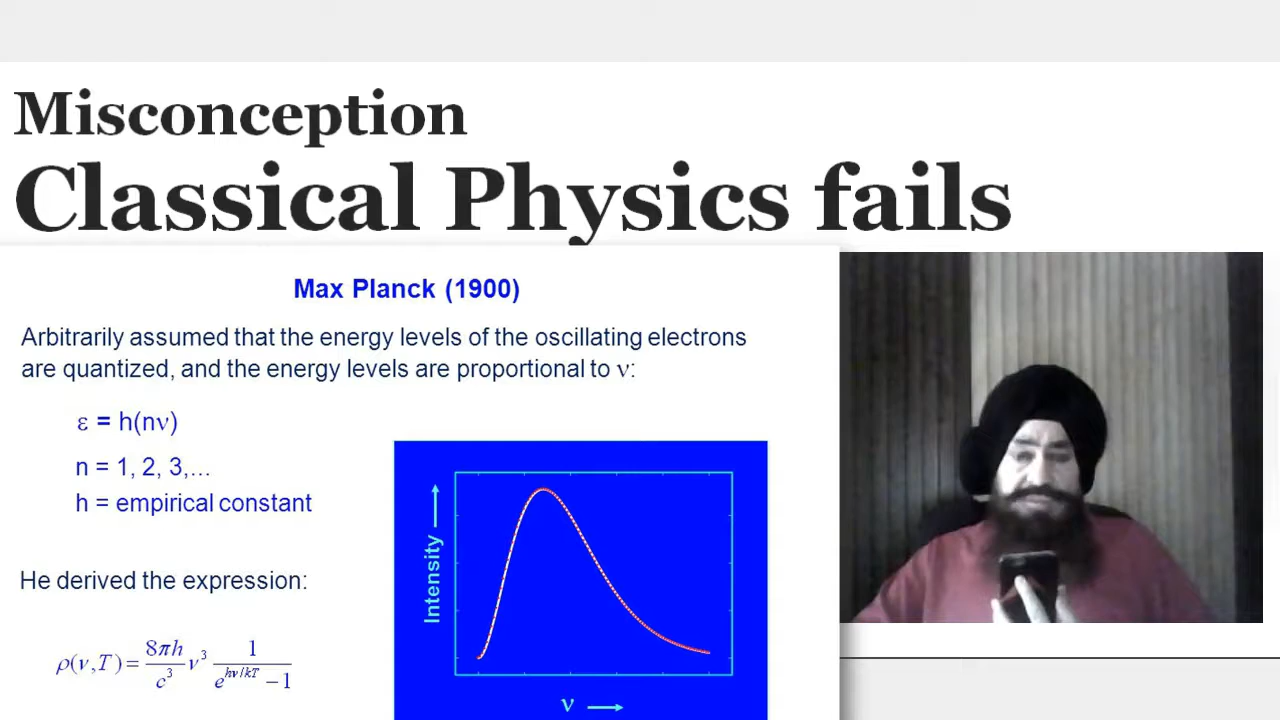 Misconception
Classical Physics fails
Max Planck (1900)
Arbitrarily assumed that the energy levels of the oscillating electrons
are quantized, and the energy levels are proportional to ν:
ε = h(nν)
n = 1, 2, 3,...
h = empirical constant
He derived the expression:
ρ(ν,T) = 8πh/c³ ν³ 1/(e^{hν/kT} −1)
Intensity
ν